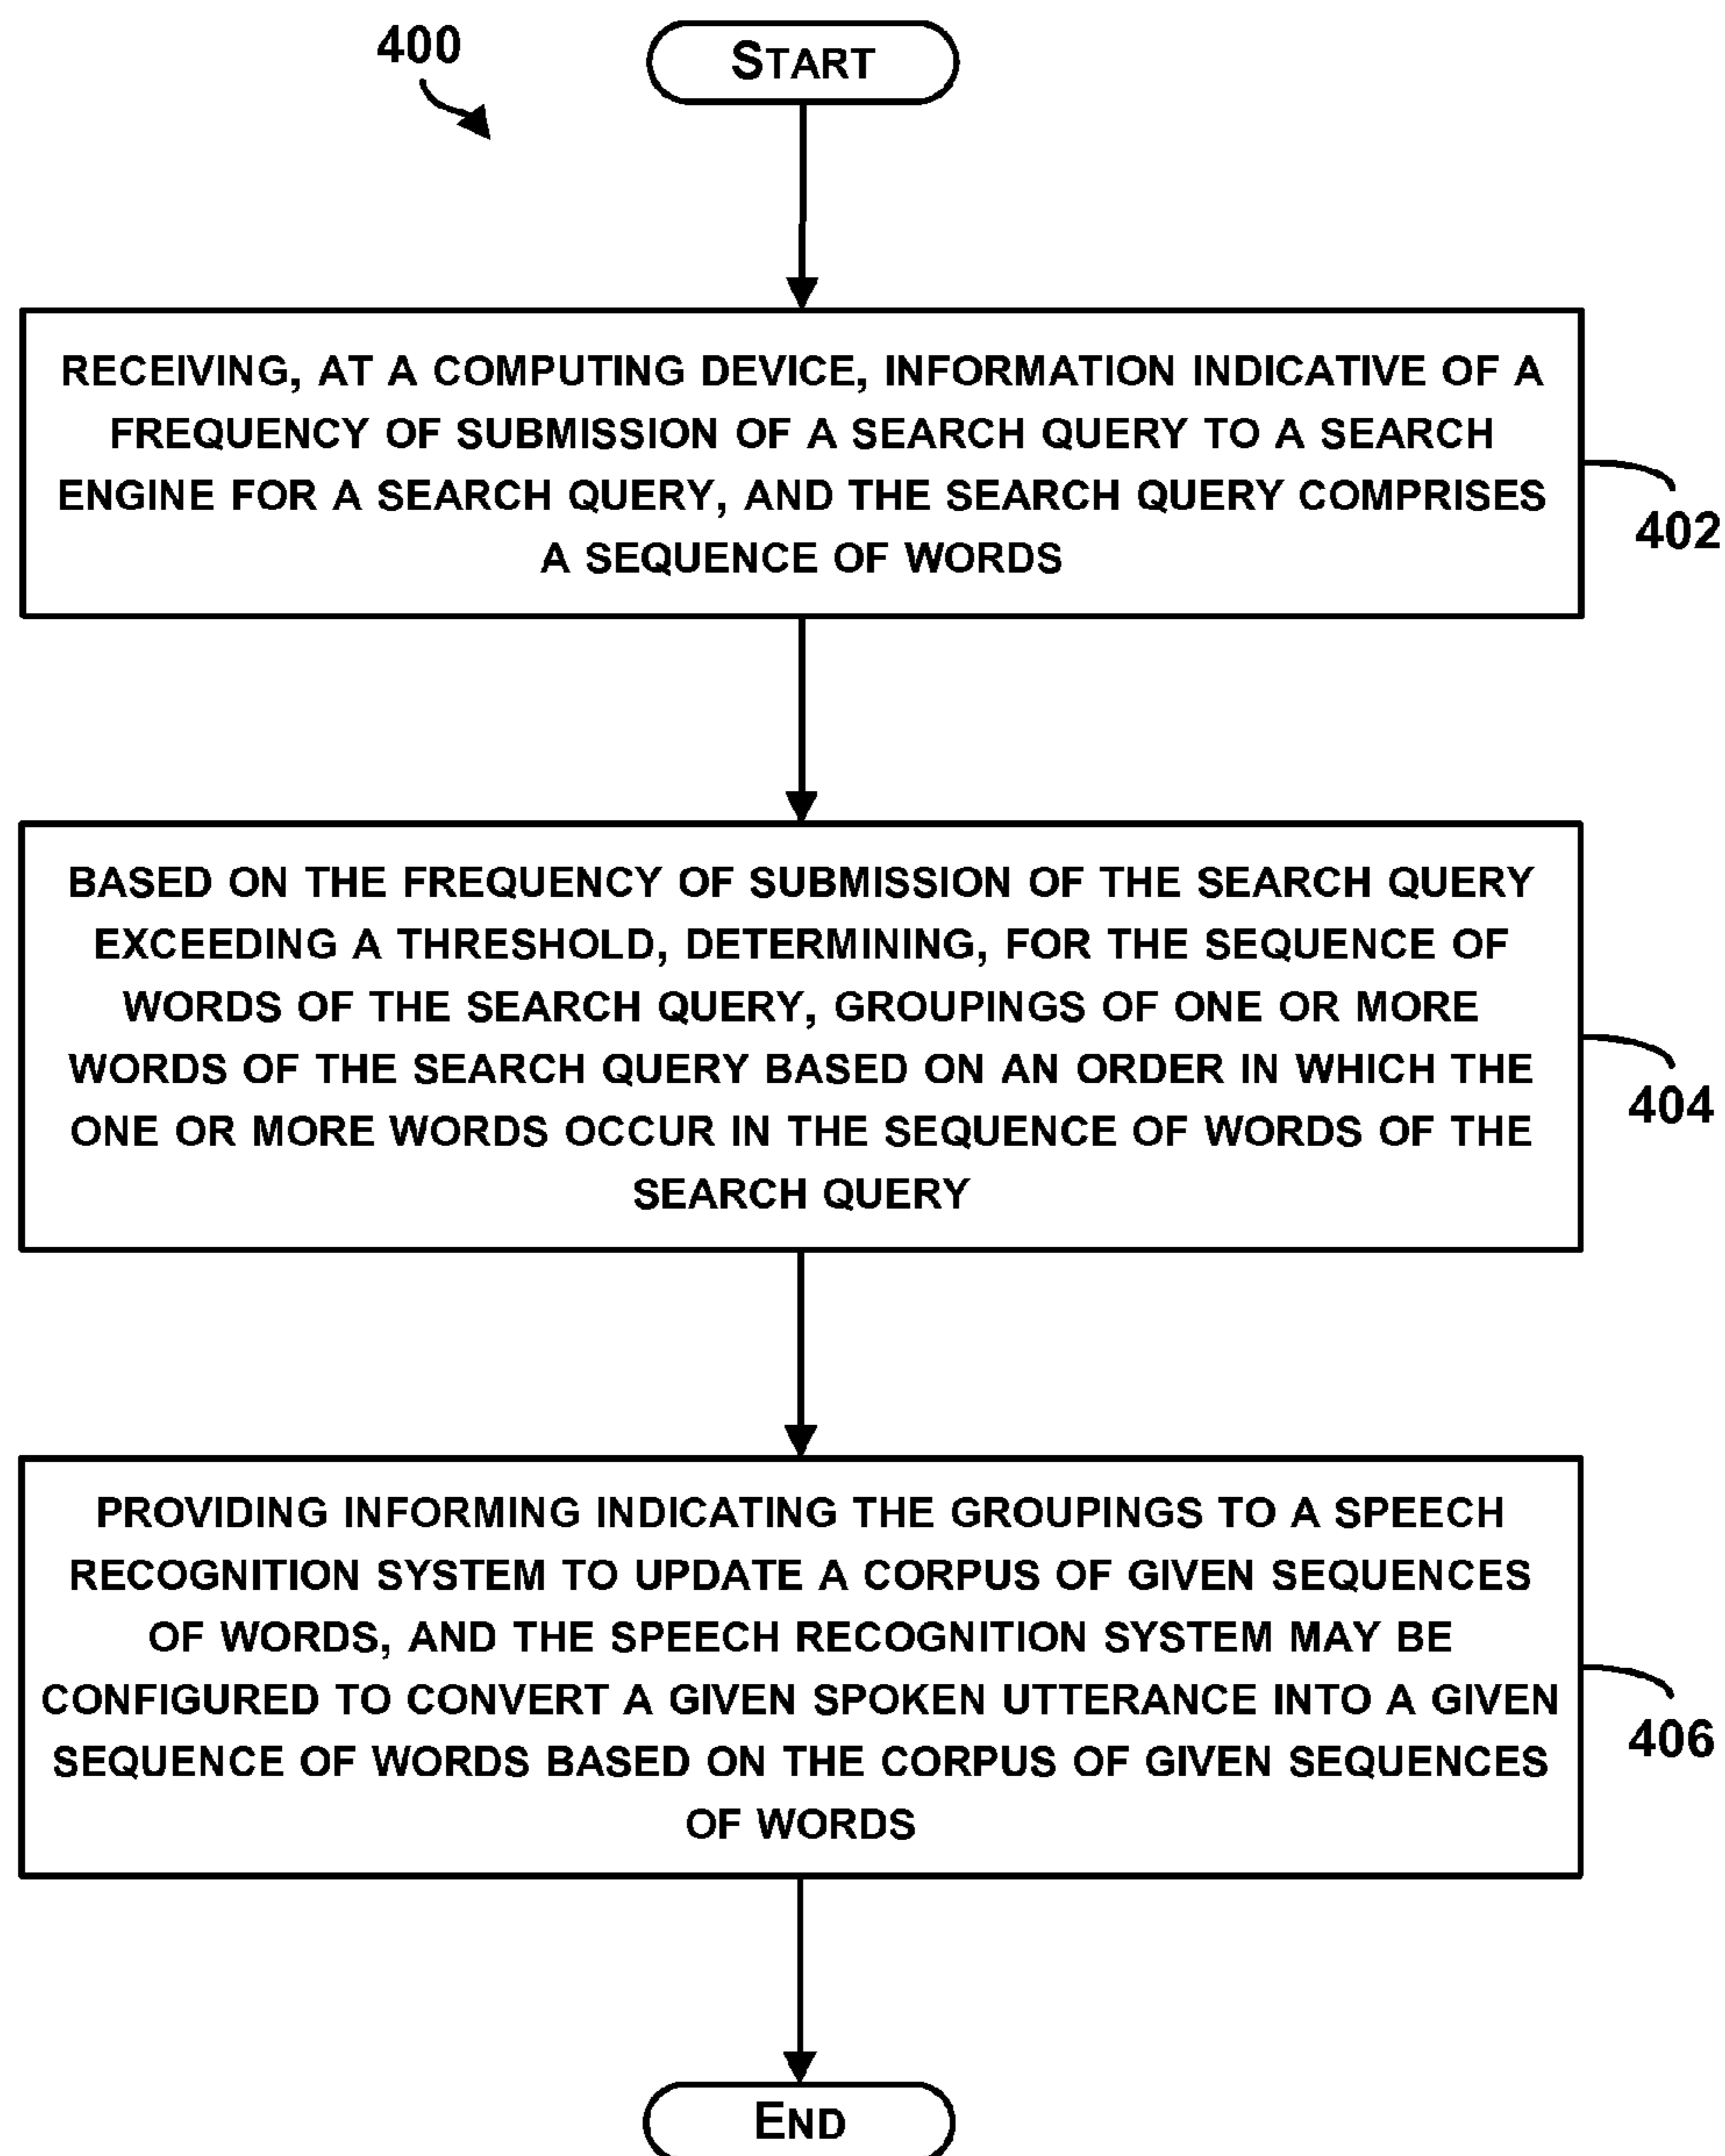 400
START
RECEIVING, AT A COMPUTING DEVICE, INFORMATION INDICATIVE OF A
FREQUENCY OF SUBMISSION OF A SEARCH QUERY TO A SEARCH
ENGINE FOR A SEARCH QUERY, AND THE SEARCH QUERY COMPRISES
A SEQUENCE OF WORDS
402
BASED ON THE FREQUENCY OF SUBMISSION OF THE SEARCH QUERY
EXCEEDING A THRESHOLD, DETERMINING, FOR THE SEQUENCE OF
WORDS OF THE SEARCH QUERY, GROUPINGS OF ONE OR MORE
WORDS OF THE SEARCH QUERY BASED ON AN ORDER IN WHICH THE
ONE OR MORE WORDS OCCUR IN THE SEQUENCE OF WORDS OF THE
SEARCH QUERY
404
PROVIDING INFORMING INDICATING THE GROUPINGS TO A SPEECH
RECOGNITION SYSTEM TO UPDATE A CORPUS OF GIVEN SEQUENCES
OF WORDS, AND THE SPEECH RECOGNITION SYSTEM MAY BE
CONFIGURED TO CONVERT A GIVEN SPOKEN UTTERANCE INTO A GIVEN
SEQUENCE OF WORDS BASED ON THE CORPUS OF GIVEN SEQUENCES
OF WORDS
406
END